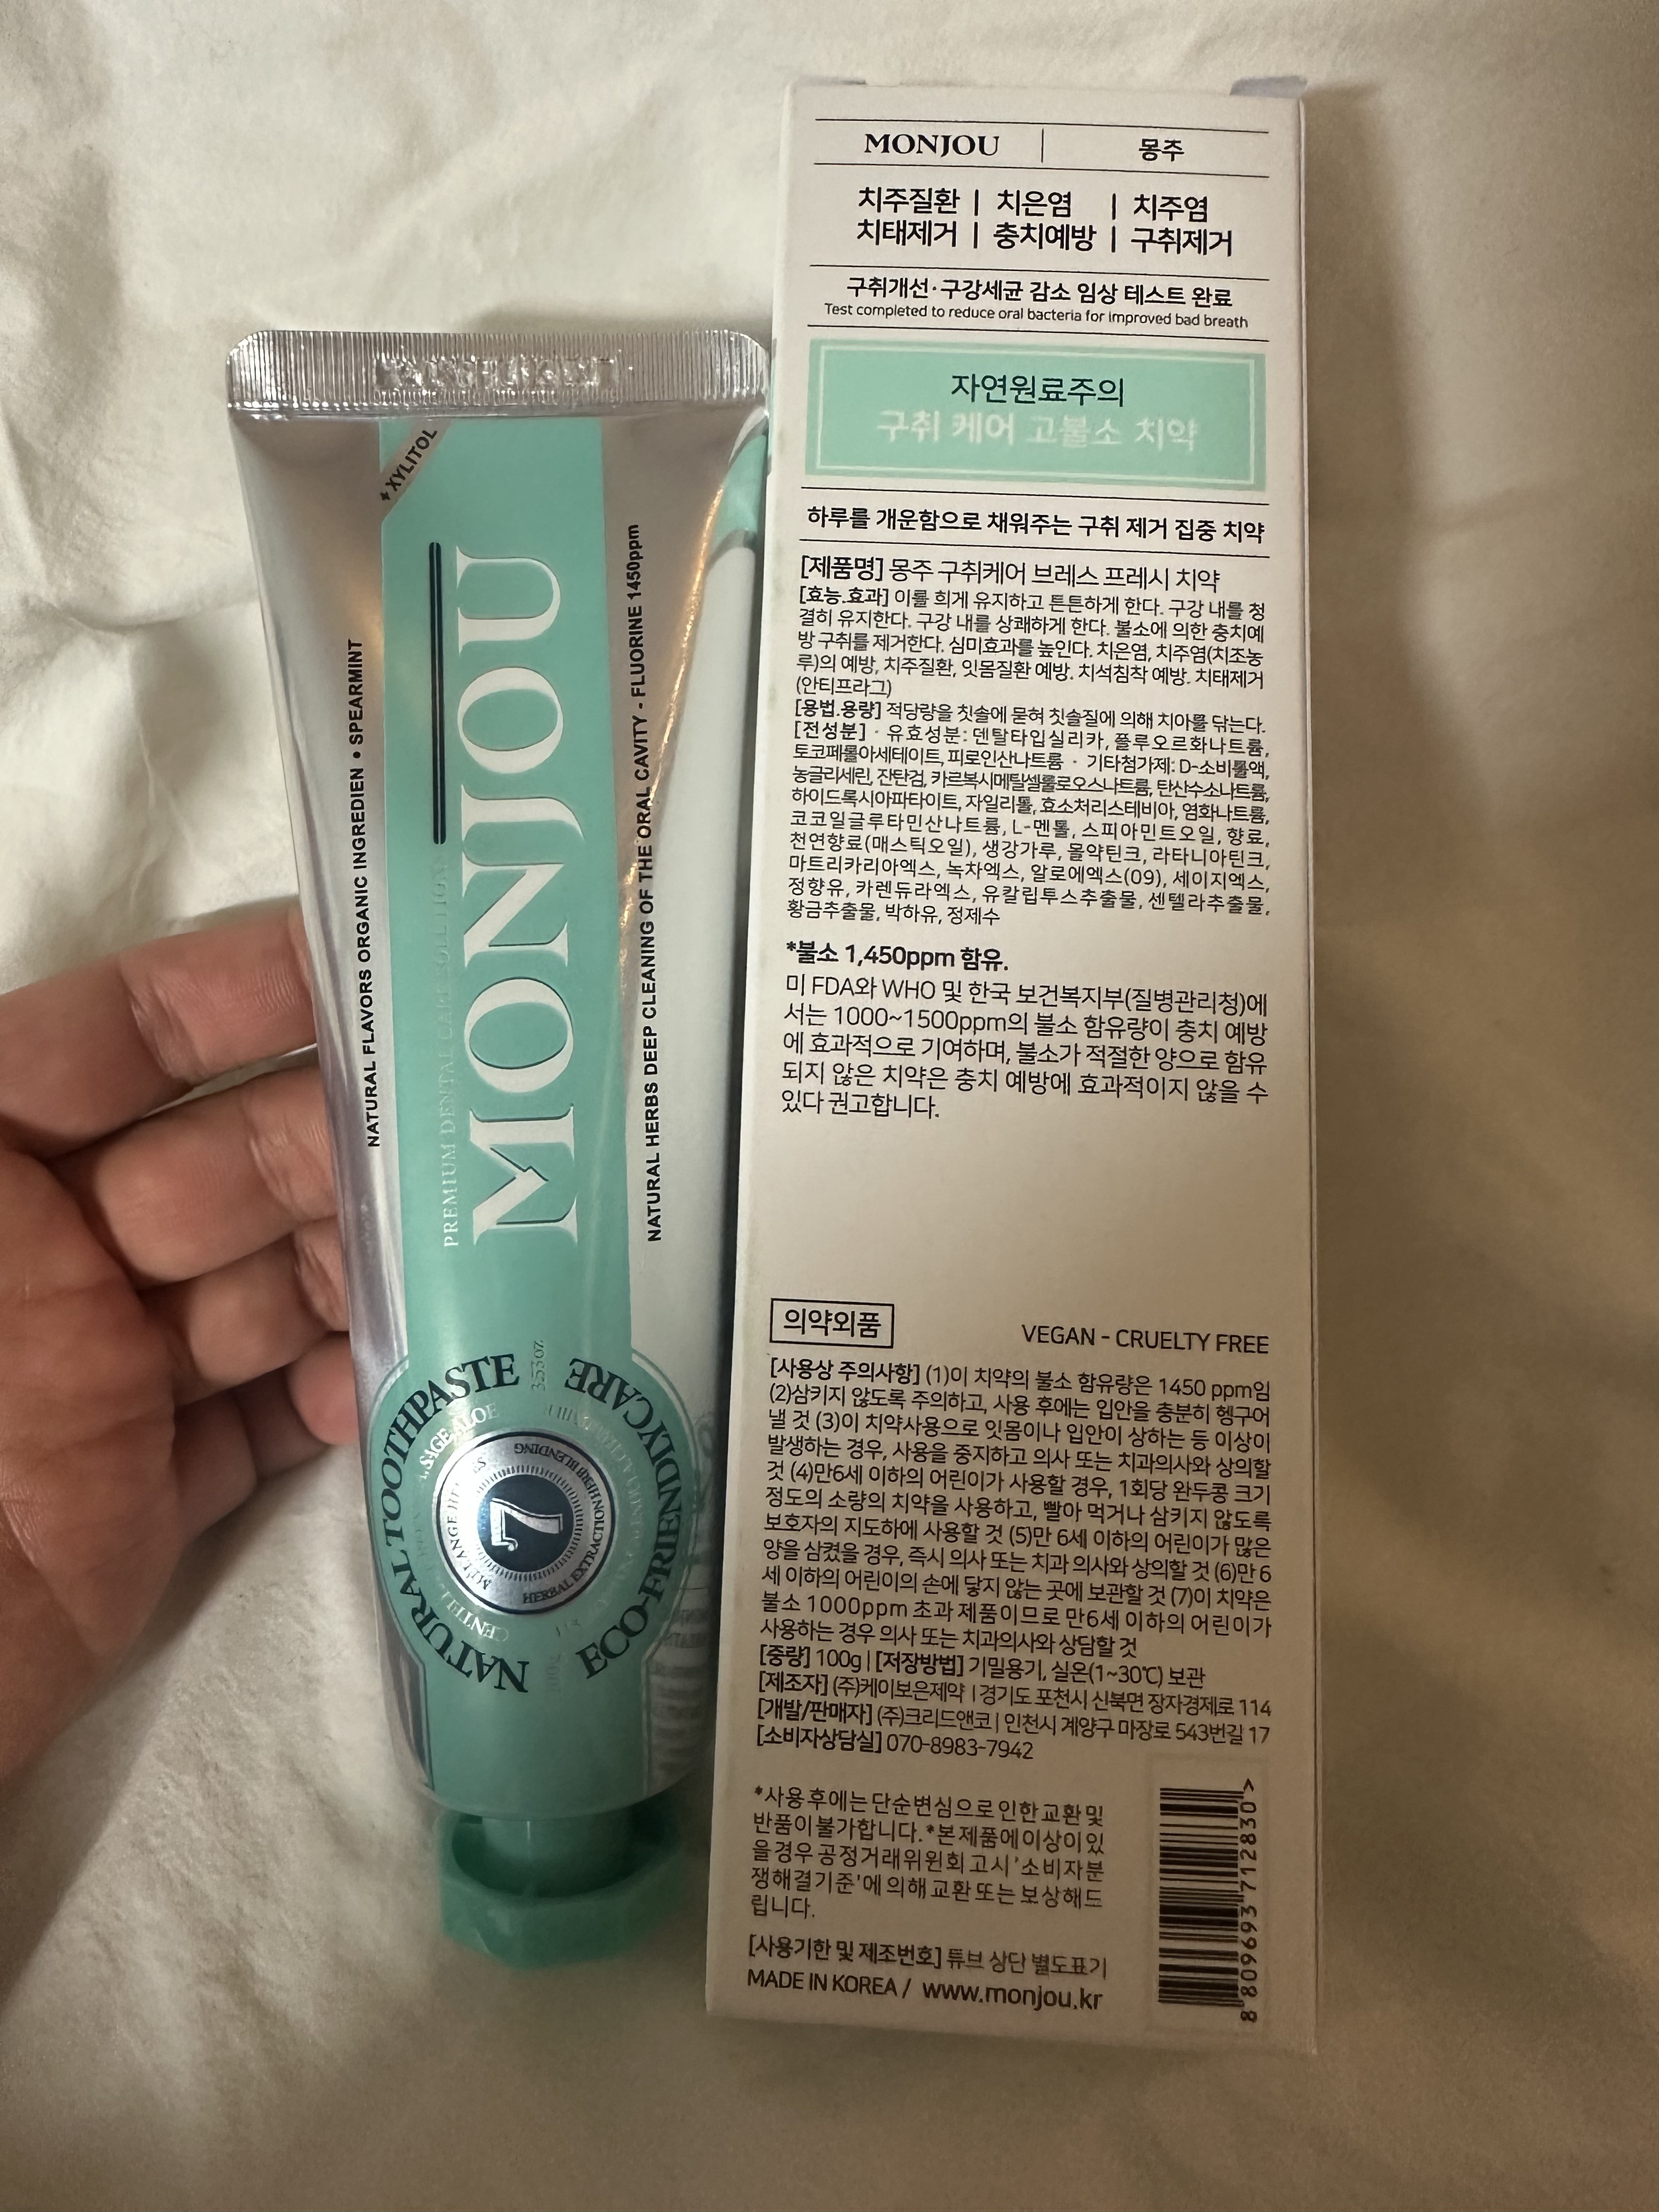 + XYLITOL
NATURAL FLAVORS ORGANIC INGREDIEN • SPEARMINT
PREMIUM DENTAL CARE SOLUTION
MONJOU
NATURAL HERBS DEEP CLEANING OF THE ORAL CAVITY - FLUORINE 1450ppm
NATURAL TOOTHPASTE
ECO-FRIENDLY CARE
3.53oz
100g
SAGE ALOE
HERB BLENDING
HERBAL EXTRACTION
7
MONJOU | 몽주
치주질환 | 치은염 | 치주염
치태제거 | 충치예방 | 구취제거
구취개선·구강세균 감소 임상 테스트 완료
Test completed to reduce oral bacteria for improved bad breath
자연원료주의
구취 케어 고불소 치약
하루를 개운함으로 채워주는 구취 제거 집중 치약
[제품명] 몽주 구취케어 브레스 프레시 치약
[효능.효과] 이를 희게 유지하고 튼튼하게 한다. 구강 내를 청
결히 유지한다. 구강 내를 상쾌하게 한다. 불소에 의한 충치예
방 구취를 제거한다. 심미효과를 높인다. 치은염, 치주염(치조농
루)의 예방, 치주질환, 잇몸질환 예방. 치석침착 예방. 치태제거
(안티프라그)
[용법.용량] 적당량을 칫솔에 묻혀 칫솔질에 의해 치아를 닦는다.
[전성분] · 유효성분: 덴탈타입실리카, 플루오르화나트륨,
토코페롤아세테이트, 피로인산나트륨 · 기타첨가제: D-소비톨액,
농글리세린, 잔탄검, 카르복시메틸셀룰로오스나트륨, 탄산수소나트륨,
하이드록시아파타이트, 자일리톨, 효소처리스테비아, 염화나트륨,
코코일글루타민산나트륨, L-멘톨, 스피아민트오일, 향료,
천연향료(매스틱오일), 생강가루, 몰약틴크, 라타니아틴크,
마트리카리아엑스, 녹차엑스, 알로에엑스(09), 세이지엑스,
정향유, 카렌듀라엑스, 유칼립투스추출물, 센텔라추출물,
황금추출물, 박하유, 정제수
*불소 1,450ppm 함유.
미 FDA와 WHO 및 한국 보건복지부(질병관리청)에
서는 1000~1500ppm의 불소 함유량이 충치 예방
에 효과적으로 기여하며, 불소가 적절한 양으로 함유
되지 않은 치약은 충치 예방에 효과적이지 않을 수
있다 권고합니다.
의약외품
VEGAN - CRUELTY FREE
[사용상 주의사항] (1)이 치약의 불소 함유량은 1450 ppm임
(2)삼키지 않도록 주의하고, 사용 후에는 입안을 충분히 헹구어
낼 것 (3)이 치약사용으로 잇몸이나 입안이 상하는 등 이상이
발생하는 경우, 사용을 중지하고 의사 또는 치과의사와 상의할
것 (4)만6세 이하의 어린이가 사용할 경우, 1회당 완두콩 크기
정도의 소량의 치약을 사용하고, 빨아 먹거나 삼키지 않도록
보호자의 지도하에 사용할 것 (5)만 6세 이하의 어린이가 많은
양을 삼켰을 경우, 즉시 의사 또는 치과 의사와 상의할 것 (6)만 6
세 이하의 어린이의 손에 닿지 않는 곳에 보관할 것 (7)이 치약은
불소 1000ppm 초과 제품이므로 만6세 이하의 어린이가
사용하는 경우 의사 또는 치과의사와 상담할 것
[중량] 100g | [저장방법] 기밀용기, 실온(1~30℃) 보관
[제조자] (주)케이보은제약 | 경기도 포천시 신북면 장자경제로 114
[개발/판매자] (주)크리드앤코 | 인천시 계양구 마장로 543번길 17
[소비자상담실] 070-8983-7942
*사용 후에는 단순변심으로 인한 교환 및
반품이 불가합니다.*본 제품에 이상이 있
을 경우 공정거래위원회 고시 '소비자분
쟁해결기준'에 의해 교환 또는 보상해드
립니다.
[사용기한 및 제조번호] 튜브 상단 별도표기
MADE IN KOREA / www.monjou.kr
8 809693 712830 >